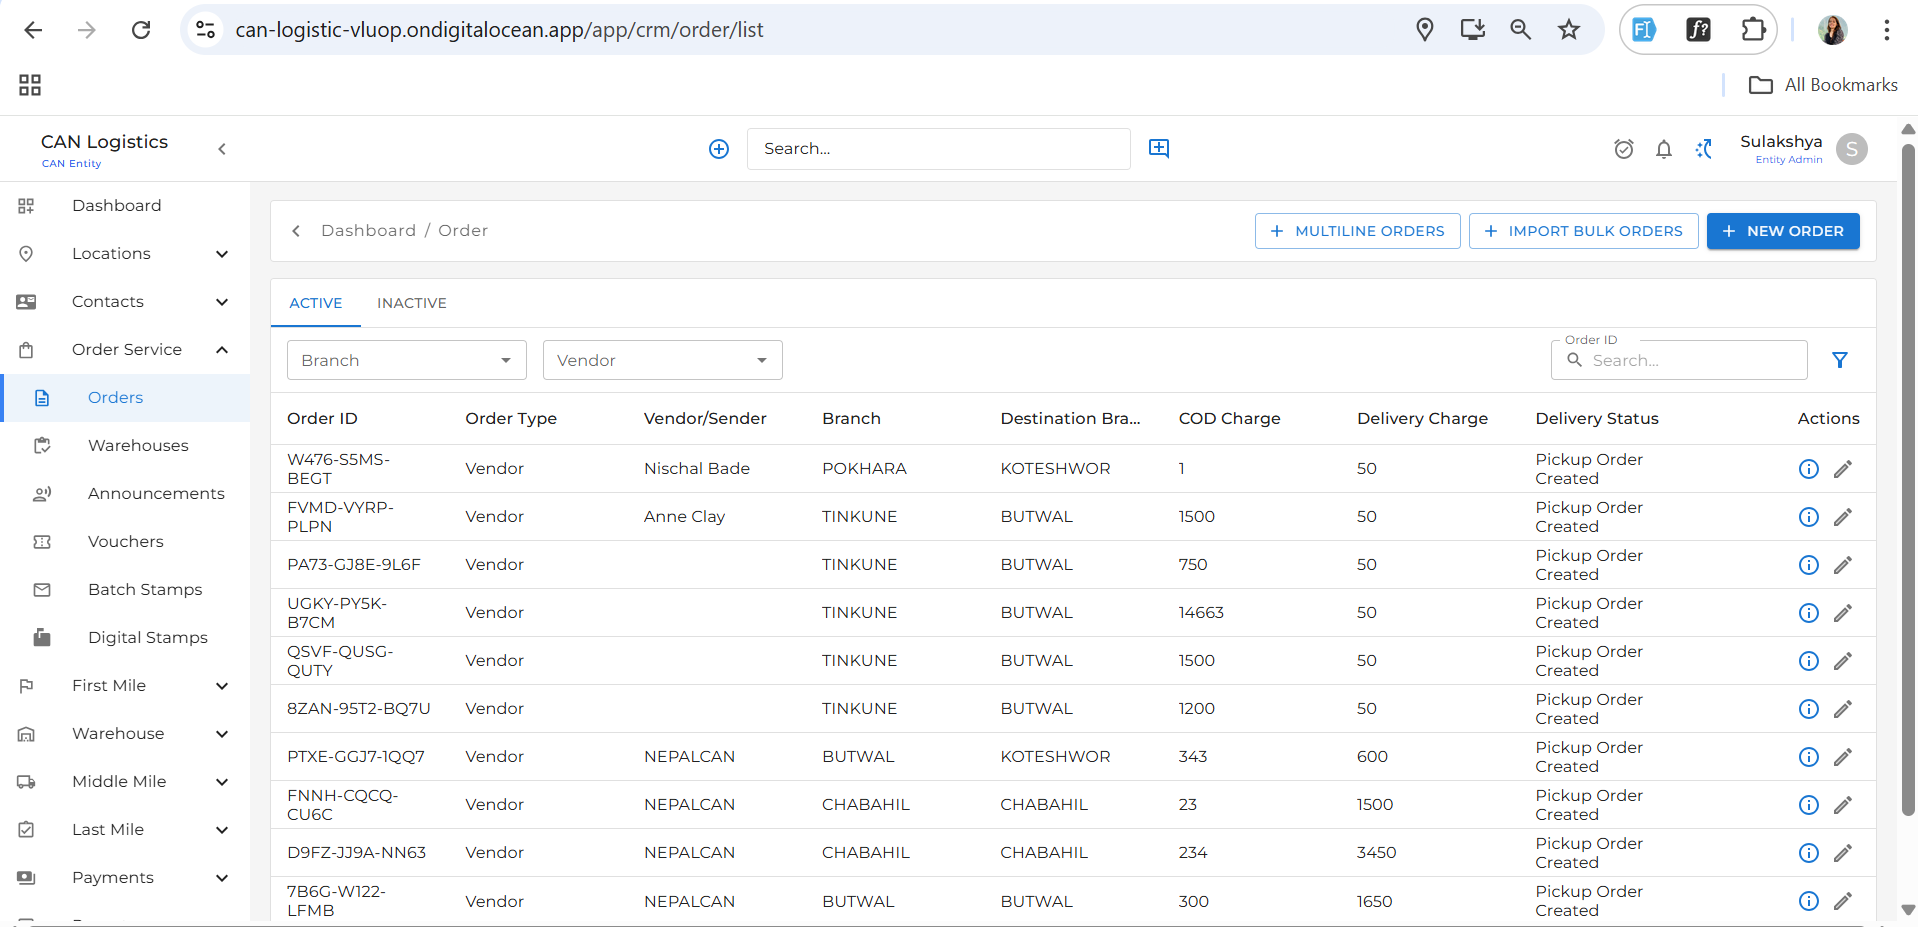 can-logistic-vluop.ondigitalocean.app/app/crm/order/list
All Bookmarks
CAN Logistics
CAN Entity
Search...
Sulakshya
Entity Admin
S
Dashboard
Locations
Contacts
Order Service
Orders
Warehouses
Announcements
Vouchers
Batch Stamps
Digital Stamps
First Mile
Warehouse
Middle Mile
Last Mile
Payments
Dashboard / Order
+ MULTILINE ORDERS
+ IMPORT BULK ORDERS
+ NEW ORDER
ACTIVE INACTIVE
Branch
Vendor
Order ID
Search...
Order ID Order Type Vendor/Sender Branch Destination Bra... COD Charge Delivery Charge Delivery Status Actions
W476-S5MS-BEGT Vendor Nischal Bade POKHARA KOTESHWOR 1 50 Pickup Order Created
FVMD-VYRP-PLPN Vendor Anne Clay TINKUNE BUTWAL 1500 50 Pickup Order Created
PA73-GJ8E-9L6F Vendor TINKUNE BUTWAL 750 50 Pickup Order Created
UGKY-PY5K-B7CM Vendor TINKUNE BUTWAL 14663 50 Pickup Order Created
QSVF-QUSG-QUTY Vendor TINKUNE BUTWAL 1500 50 Pickup Order Created
8ZAN-95T2-BQ7U Vendor TINKUNE BUTWAL 1200 50 Pickup Order Created
PTXE-GGJ7-1QQ7 Vendor NEPALCAN BUTWAL KOTESHWOR 343 600 Pickup Order Created
FNNH-CQCQ-CU6C Vendor NEPALCAN CHABAHIL CHABAHIL 23 1500 Pickup Order Created
D9FZ-JJ9A-NN63 Vendor NEPALCAN CHABAHIL CHABAHIL 234 3450 Pickup Order Created
7B6G-W122-LFMB Vendor NEPALCAN BUTWAL BUTWAL 300 1650 Pickup Order Created